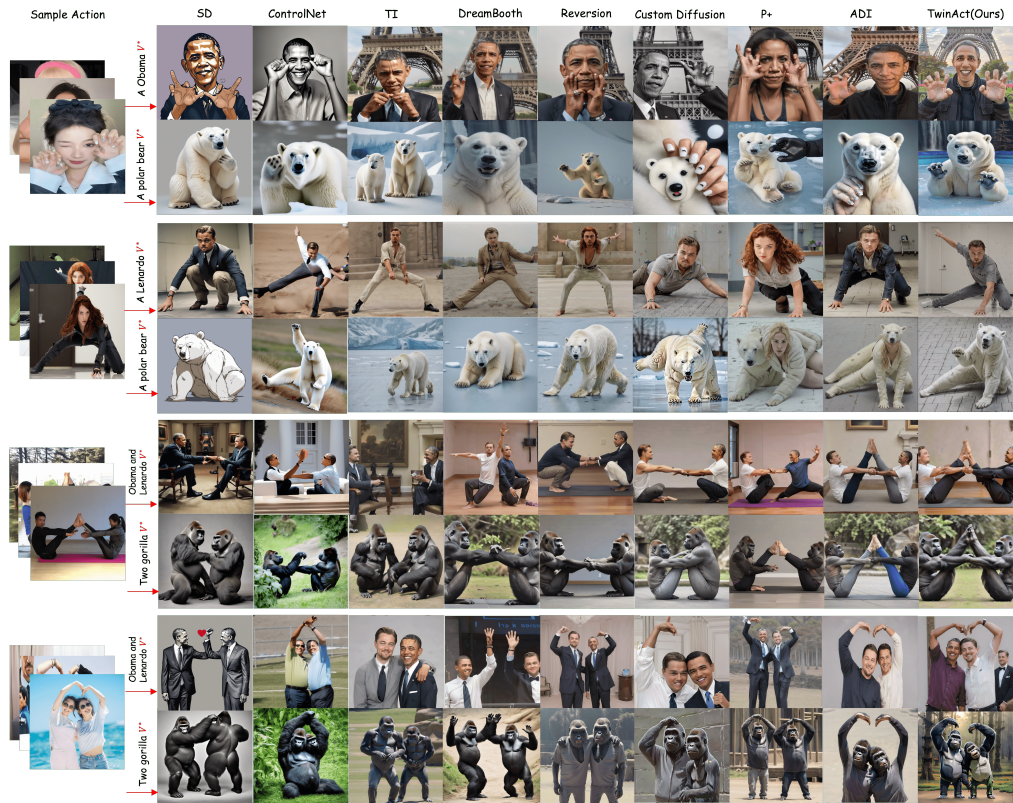 Sample Action
SD
ControlNet
TI
DreamBooth
Reversion
Custom Diffusion
P+
ADI
TwinAct(Ours)
A Obama V*
A polar bear V*
A Lenardo V*
A polar bear V*
Obama and
Lenardo V*
Two gorilla V*
Obama and
Lenardo V*
Two gorilla V*